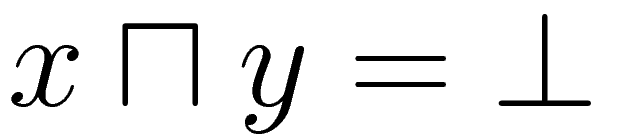 x ⊓ y = ⊥